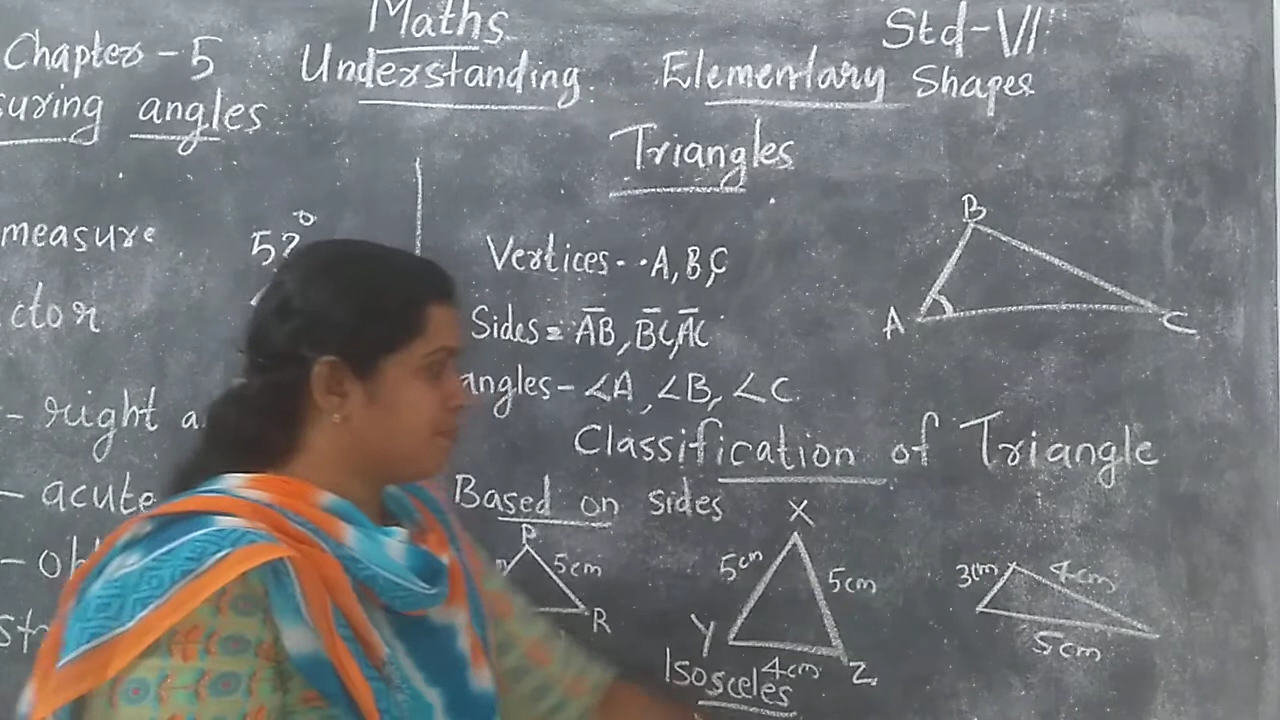 Maths
Std-VI
Chapter-5
Understanding Elementary Shapes
suring angles
Triangles
measure
ctor
- right a
- acute
Vertices-- A, B, C
Sides = AB, BC, AC
angles- ∠A, ∠B, ∠C
B
A
C
Classification of Triangle
Based on sides
P
5cm
R
X
5cm
5cm
Y
4cm
Z
Isosceles
3cm
4cm
5cm